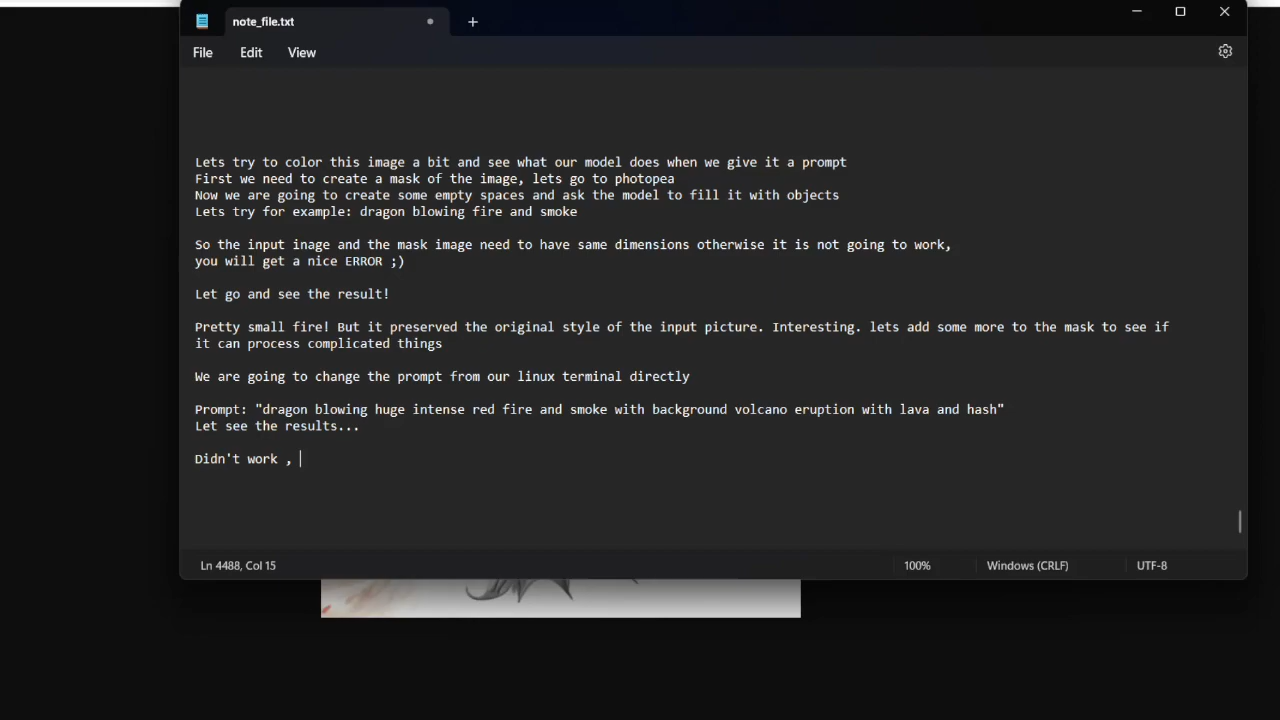 note_file.txt
File Edit View
Lets try to color this image a bit and see what our model does when we give it a prompt
First we need to create a mask of the image, lets go to photopea
Now we are going to create some empty spaces and ask the model to fill it with objects
Lets try for example: dragon blowing fire and smoke
So the input inage and the mask image need to have same dimensions otherwise it is not going to work,
you will get a nice ERROR ;)
Let go and see the result!
Pretty small fire! But it preserved the original style of the input picture. Interesting. lets add some more to the mask to see if
it can process complicated things
We are going to change the prompt from our linux terminal directly
Prompt: "dragon blowing huge intense red fire and smoke with background volcano eruption with lava and hash"
Let see the results...
Didn't work ,
Ln 4488, Col 15 100% Windows (CRLF) UTF-8